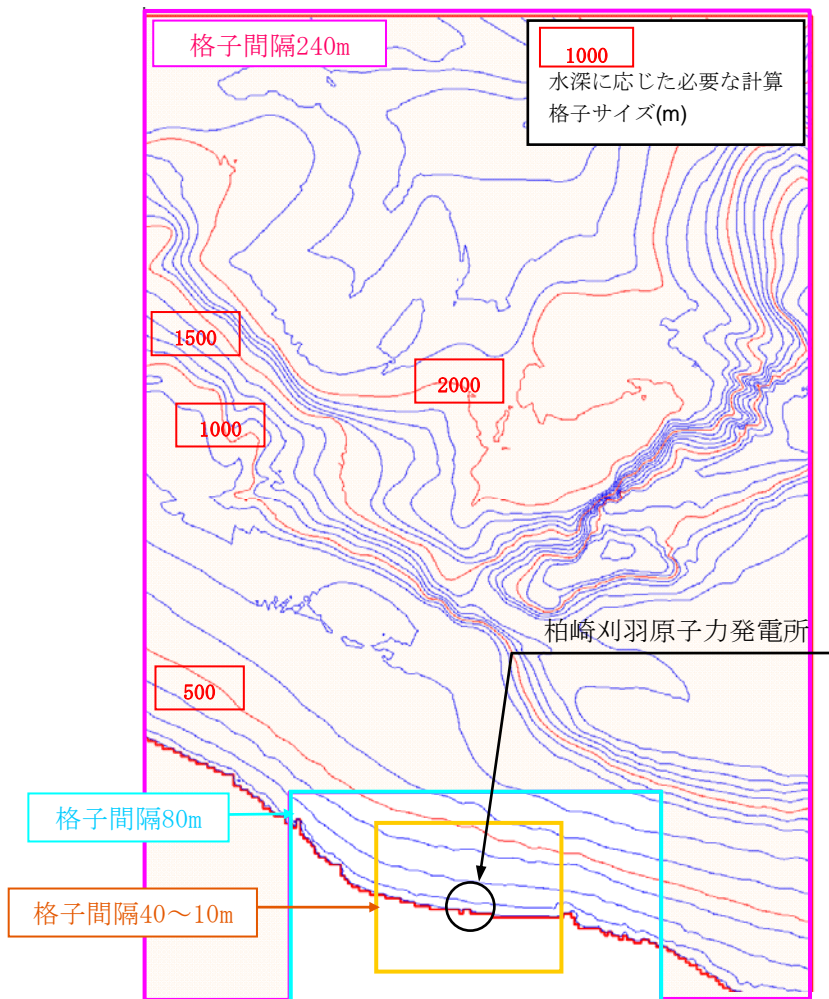 格子間隔240m
1000
水深に応じた必要な計算
格子サイズ(m)
1500
2000
1000
柏崎刈羽原子力発電所
500
格子間隔80m
格子間隔40～10m